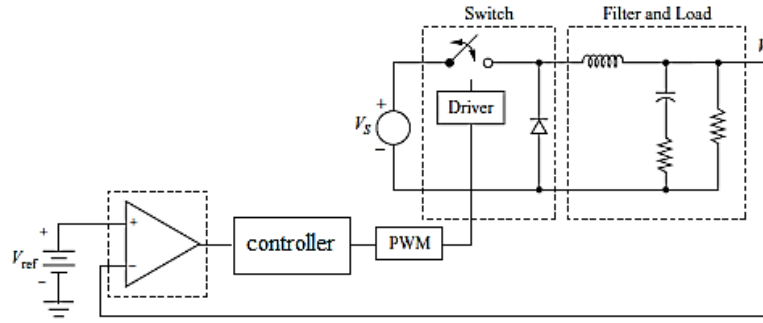 Switch
Filter and Load
V
+
Driver
V_S
−
+
V_ref
−
+
−
controller
PWM